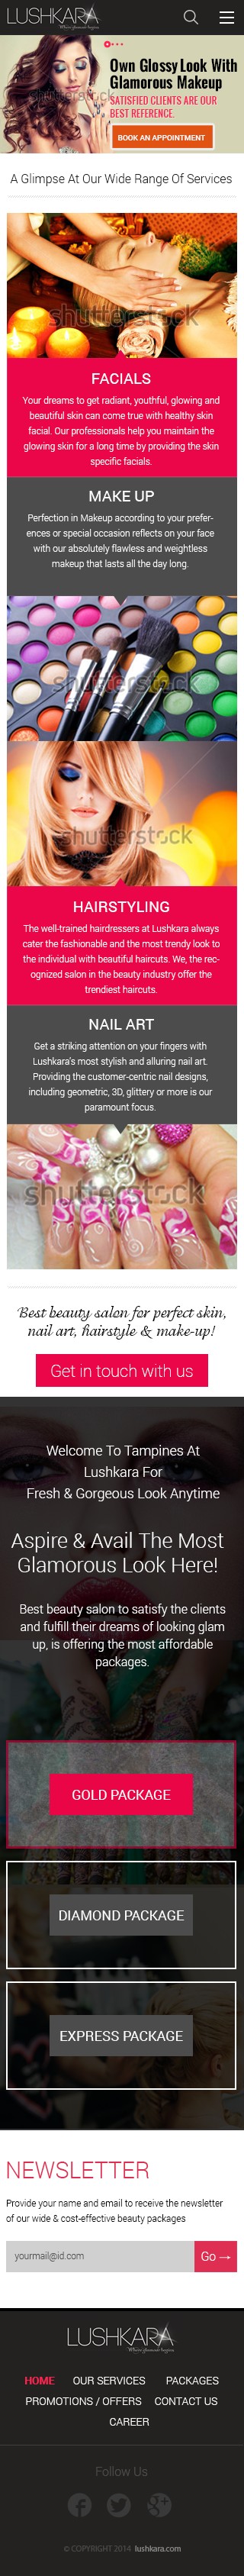 LUSHKARA
Where glamour begins
Own Glossy Look With
Glamorous Makeup
SATISFIED CLIENTS ARE OUR
BEST REFERENCE.
BOOK AN APPOINTMENT
shutterstock
A Glimpse At Our Wide Range Of Services
shutterstock
FACIALS
Your dreams to get radiant, youthful, glowing and
beautiful skin can come true with healthy skin
facial. Our professionals help you maintain the
glowing skin for a long time by providing the skin
specific facials.
MAKE UP
Perfection in Makeup according to your prefer-
ences or special occasion reflects on your face
with our absolutely flawless and weightless
makeup that lasts all the day long.
shutterstock
shutterstock
HAIRSTYLING
The well-trained hairdressers at Lushkara always
cater the fashionable and the most trendy look to
the individual with beautiful haircuts. We, the rec-
ognized salon in the beauty industry offer the
trendiest haircuts.
NAIL ART
Get a striking attention on your fingers with
Lushkara's most stylish and alluring nail art.
Providing the customer-centric nail designs,
including geometric, 3D, glittery or more is our
paramount focus.
shutterstock
Best beauty salon for perfect skin,
nail art, hairstyle & make-up!
Get in touch with us
Welcome To Tampines At
Lushkara For
Fresh & Gorgeous Look Anytime
Aspire & Avail The Most
Glamorous Look Here!
Best beauty salon to satisfy the clients
and fulfill their dreams of looking glam
up, is offering the most affordable
packages.
GOLD PACKAGE
DIAMOND PACKAGE
EXPRESS PACKAGE
NEWSLETTER
Provide your name and email to receive the newsletter
of our wide & cost-effective beauty packages
yourmail@id.com
Go →
LUSHKARA
Where glamour begins
HOME OUR SERVICES PACKAGES
PROMOTIONS / OFFERS CONTACT US
CAREER
Follow Us
© COPYRIGHT 2014 lushkara.com